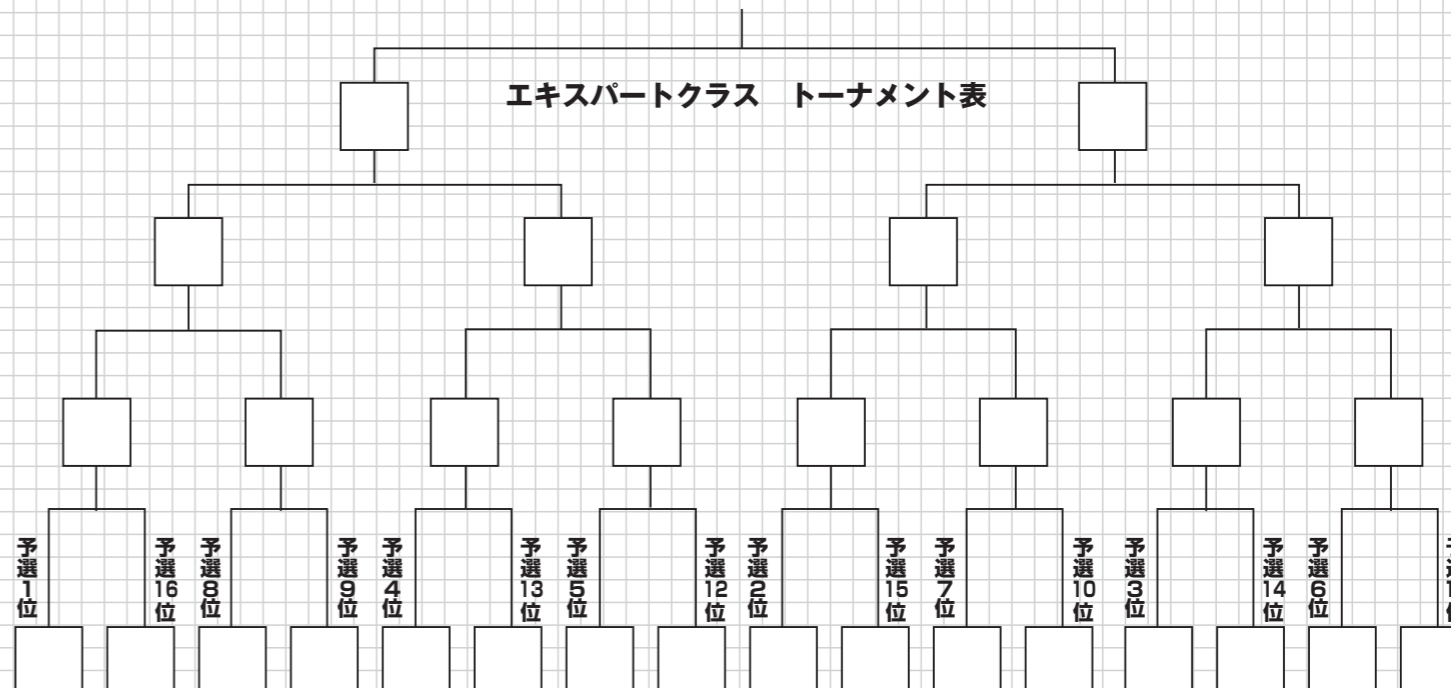 エキスパートクラス　トーナメント表
予選1位
予選16位
予選8位
予選9位
予選4位
予選13位
予選5位
予選12位
予選2位
予選15位
予選7位
予選10位
予選3位
予選14位
予選6位